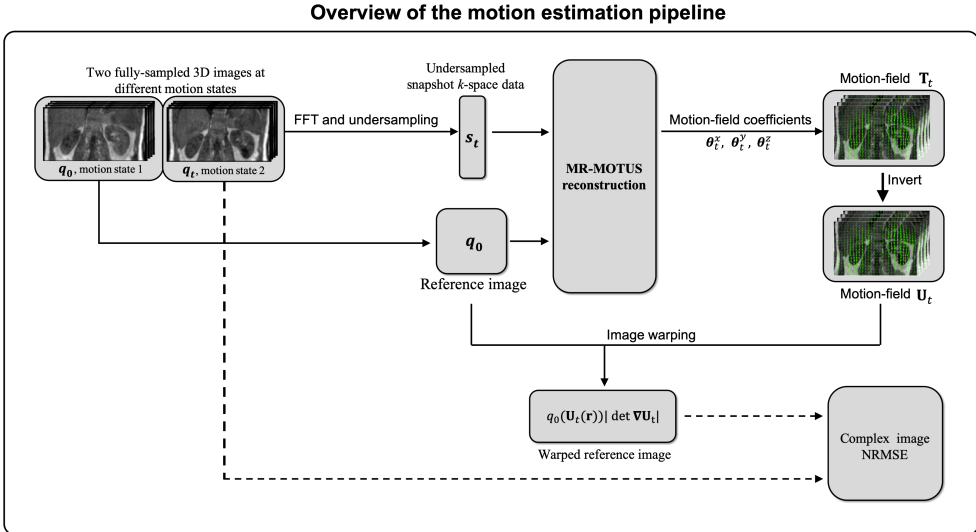 Overview of the motion estimation pipeline
Two fully-sampled 3D images at
different motion states
q₀, motion state 1
qₜ, motion state 2
FFT and undersampling
Undersampled
snapshot k-space data
sₜ
q₀
Reference image
MR-MOTUS
reconstruction
Motion-field coefficients
θₜˣ, θₜʸ, θₜᶻ
Motion-field Tₜ
Invert
Motion-field Uₜ
Image warping
q₀(Uₜ(r))| det ∇Uₜ|
Warped reference image
Complex image
NRMSE